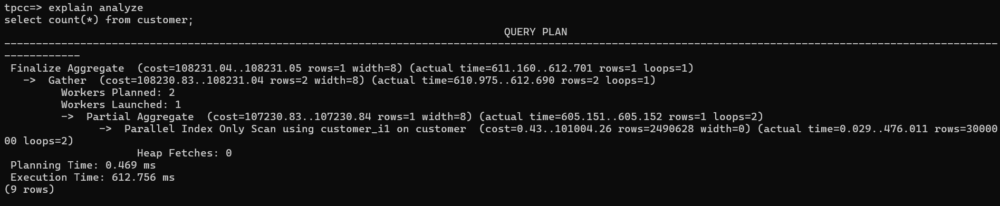 tpcc=> explain analyze
select count(*) from customer;
QUERY PLAN
-------------------------------------------------------------------------------------------------------------------------------------------------------------
------------
 Finalize Aggregate  (cost=108231.04..108231.05 rows=1 width=8) (actual time=611.160..612.701 rows=1 loops=1)
   ->  Gather  (cost=108230.83..108231.04 rows=2 width=8) (actual time=610.975..612.690 rows=2 loops=1)
         Workers Planned: 2
         Workers Launched: 1
         ->  Partial Aggregate  (cost=107230.83..107230.84 rows=1 width=8) (actual time=605.151..605.152 rows=1 loops=2)
               ->  Parallel Index Only Scan using customer_i1 on customer  (cost=0.43..101004.26 rows=2490628 width=0) (actual time=0.029..476.011 rows=30000
00 loops=2)
                     Heap Fetches: 0
 Planning Time: 0.469 ms
 Execution Time: 612.756 ms
(9 rows)